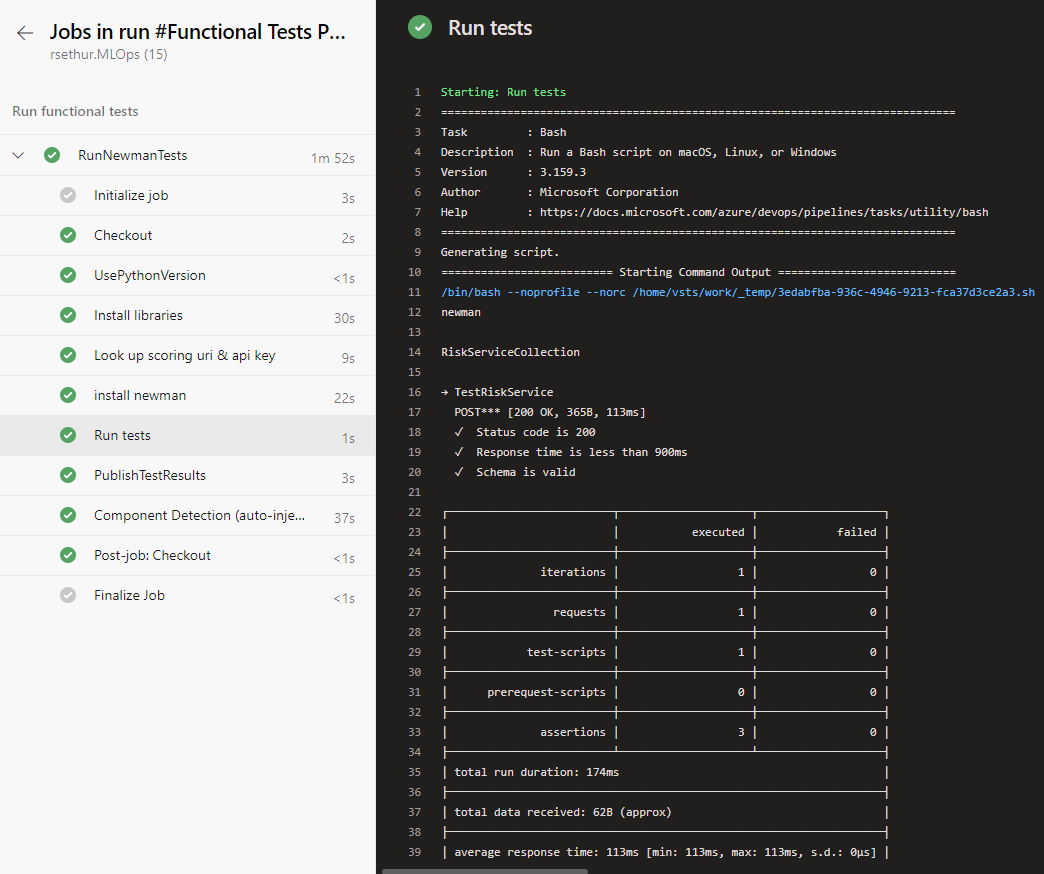 Jobs in run #Functional Tests P...
rsethur.MLOps (15)
Run functional tests
RunNewmanTests 1m 52s
Initialize job 3s
Checkout 2s
UsePythonVersion <1s
Install libraries 30s
Look up scoring uri & api key 9s
install newman 22s
Run tests 1s
PublishTestResults 3s
Component Detection (auto-inje... 37s
Post-job: Checkout <1s
Finalize Job <1s
Run tests
1 Starting: Run tests
2 ==============================================================================
3 Task         : Bash
4 Description  : Run a Bash script on macOS, Linux, or Windows
5 Version      : 3.159.3
6 Author       : Microsoft Corporation
7 Help         : https://docs.microsoft.com/azure/devops/pipelines/tasks/utility/bash
8 ==============================================================================
9 Generating script.
10 ========================== Starting Command Output ===========================
11 /bin/bash --noprofile --norc /home/vsts/work/_temp/3edabfba-936c-4946-9213-fca37d3ce2a3.sh
12 newman
13
14 RiskServiceCollection
15
16 → TestRiskService
17 POST*** [200 OK, 365B, 113ms]
18 ✓ Status code is 200
19 ✓ Response time is less than 900ms
20 ✓ Schema is valid
21
22
23 executed failed
24
25 iterations 1 0
26
27 requests 1 0
28
29 test-scripts 1 0
30
31 prerequest-scripts 0 0
32
33 assertions 3 0
34
35 total run duration: 174ms
36
37 total data received: 62B (approx)
38
39 average response time: 113ms [min: 113ms, max: 113ms, s.d.: 0µs]